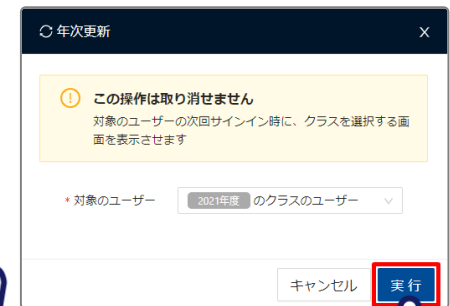 年次更新 X
この操作は取り消せません
対象のユーザーの次回サインイン時に、クラスを選択する画
面を表示させます
* 対象のユーザー 2021年度 のクラスのユーザー
キャンセル 実行